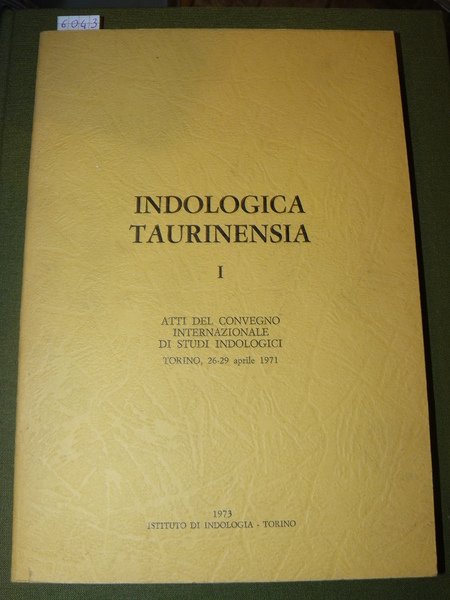 6043
INDOLOGICA
TAURINENSIA
I
ATTI DEL CONVEGNO
INTERNAZIONALE
DI STUDI INDOLOGICI
TORINO, 26-29 aprile 1971
1973
ISTITUTO DI INDOLOGIA - TORINO